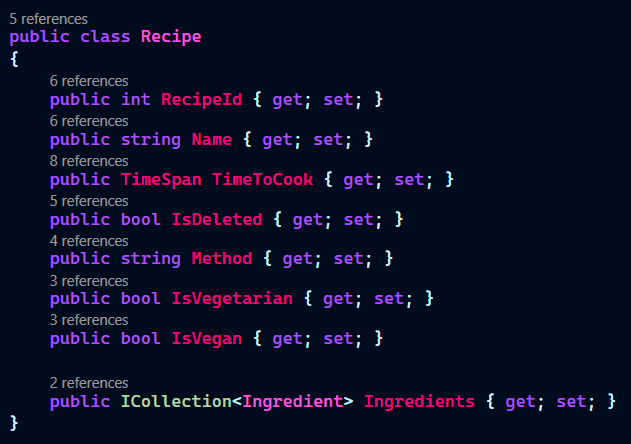 5 references
public class Recipe
{
6 references
public int RecipeId { get; set; }
6 references
public string Name { get; set; }
8 references
public TimeSpan TimeToCook { get; set; }
5 references
public bool IsDeleted { get; set; }
4 references
public string Method { get; set; }
3 references
public bool IsVegetarian { get; set; }
3 references
public bool IsVegan { get; set; }
2 references
public ICollection<Ingredient> Ingredients { get; set; }
}